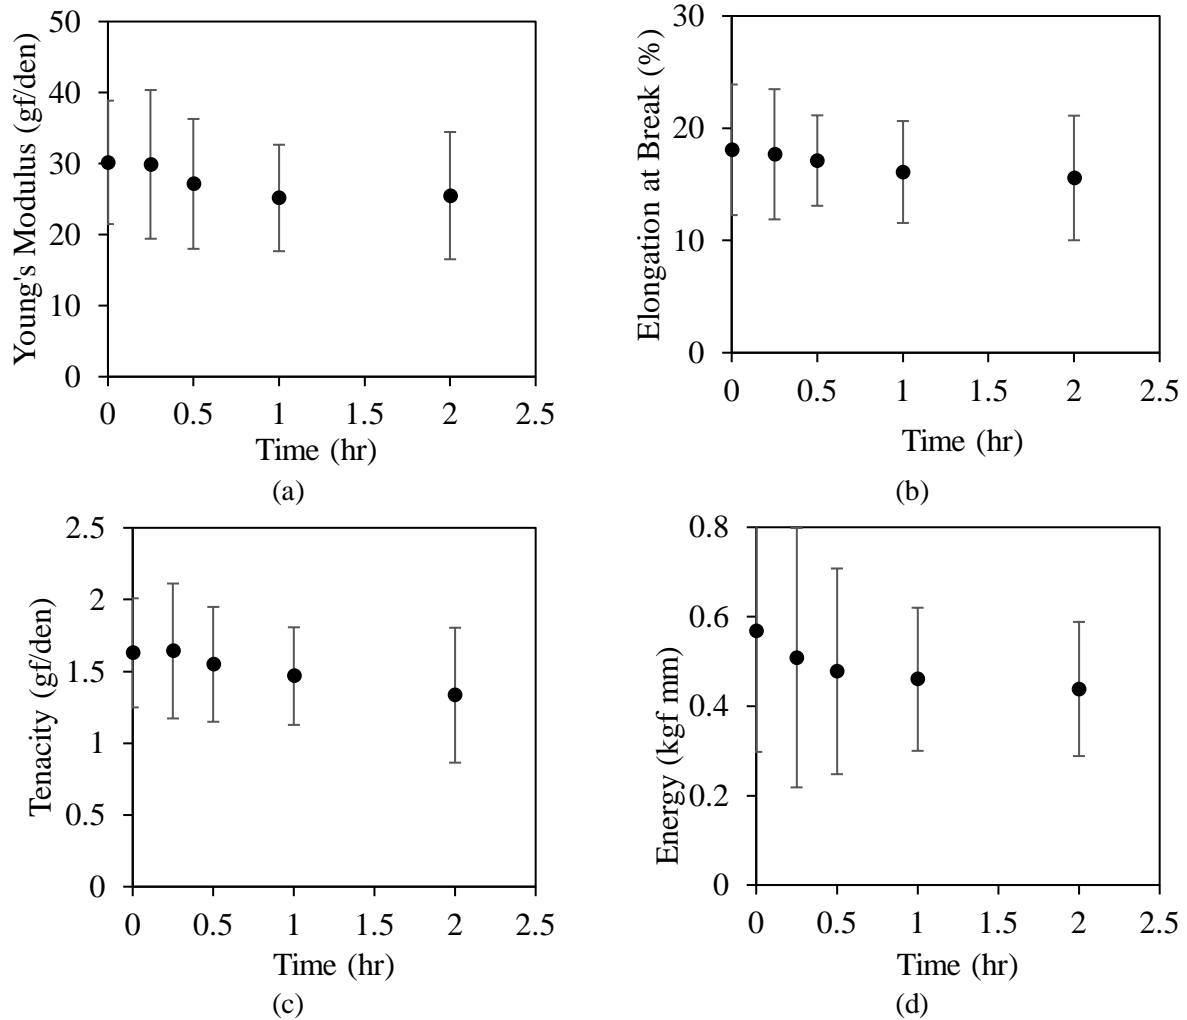 Young's Modulus (gf/den)
50
40
30
20
10
0
0 0.5 1 1.5 2 2.5
Time (hr)
(a)
Elongation at Break (%)
30
20
10
0
0 0.5 1 1.5 2 2.5
Time (hr)
(b)
Tenacity (gf/den)
2.5
2
1.5
1
0.5
0
0 0.5 1 1.5 2 2.5
Time (hr)
(c)
Energy (kgf mm)
0.8
0.6
0.4
0.2
0
0 0.5 1 1.5 2 2.5
Time (hr)
(d)